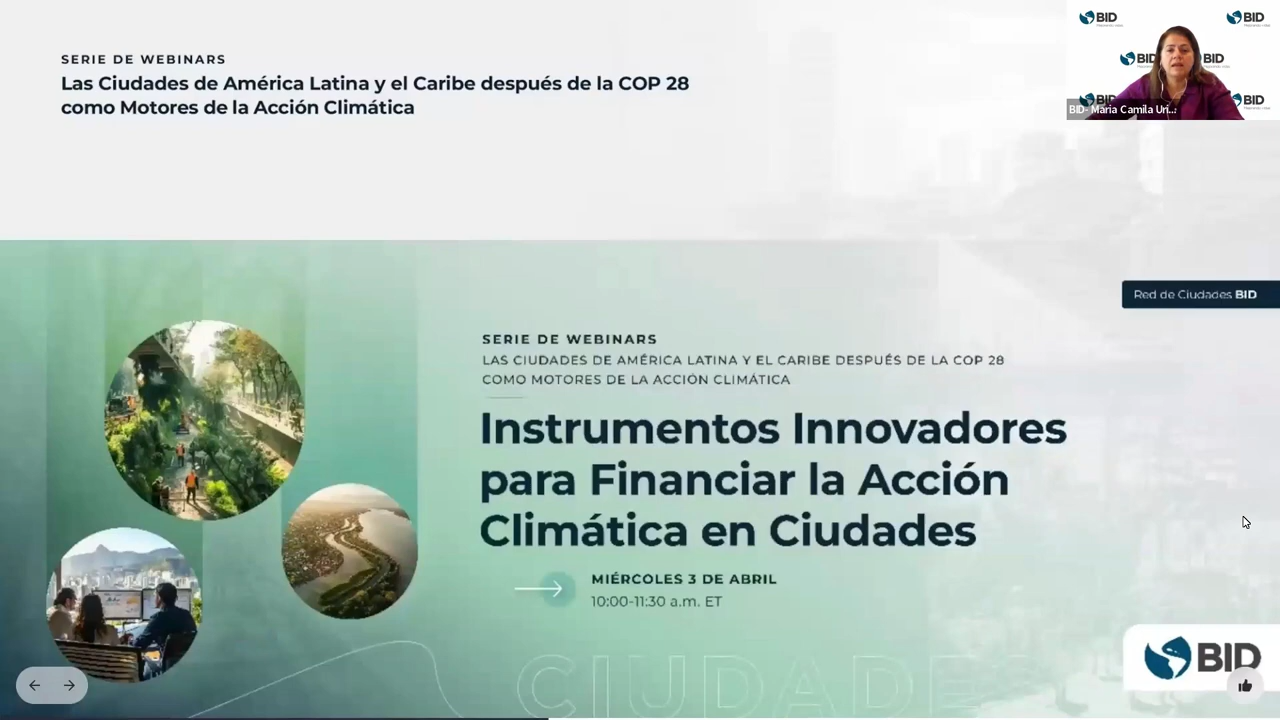 SERIE DE WEBINARS
Las Ciudades de América Latina y el Caribe después de la COP 28
como Motores de la Acción Climática
BID
BID
BID
BID
BID
BID
BID- Maria Camila Uri...
Red de Ciudades BID
SERIE DE WEBINARS
LAS CIUDADES DE AMÉRICA LATINA Y EL CARIBE DESPUÉS DE LA COP 28
COMO MOTORES DE LA ACCIÓN CLIMÁTICA
Instrumentos Innovadores
para Financiar la Acción
Climática en Ciudades
MIÉRCOLES 3 DE ABRIL
10:00-11:30 a.m. ET
CIUDADES
BID